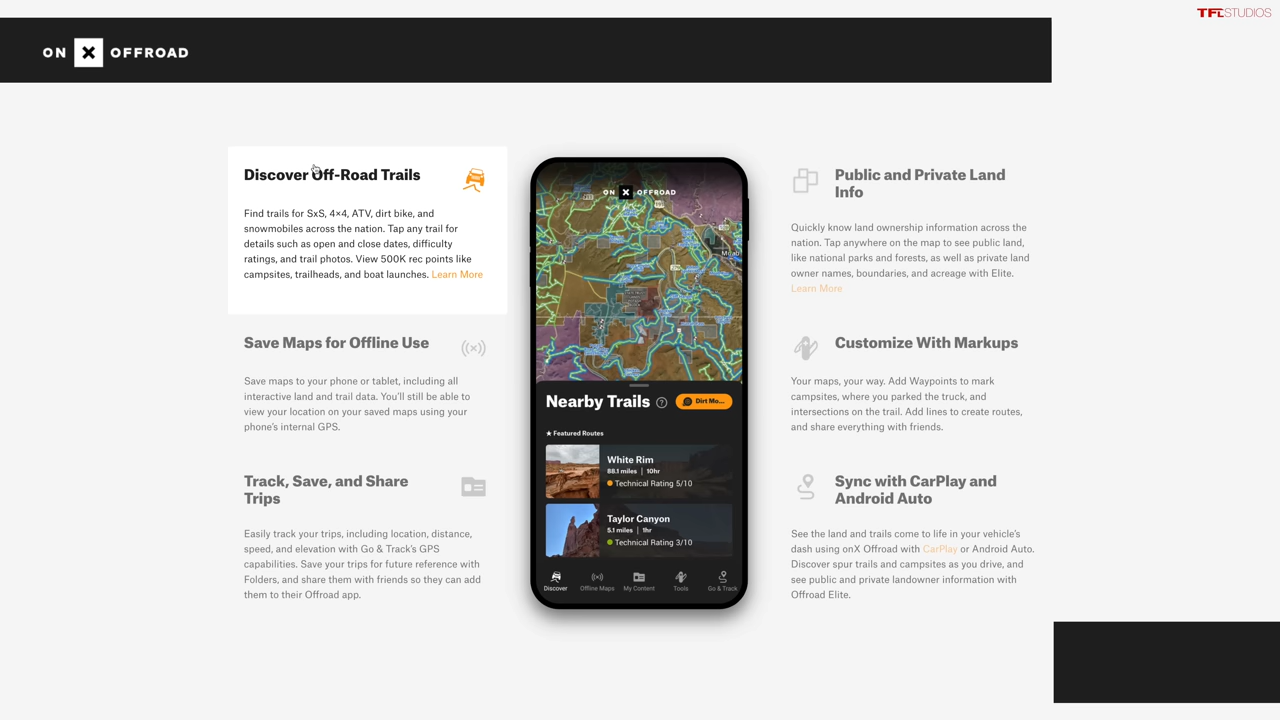 TFLSTUDIOS
ON X OFFROAD
Discover Off-Road Trails
Find trails for SxS, 4×4, ATV, dirt bike, and
snowmobiles across the nation. Tap any trail for
details such as open and close dates, difficulty
ratings, and trail photos. View 500K rec points like
campsites, trailheads, and boat launches. Learn More
Save Maps for Offline Use
Save maps to your phone or tablet, including all
interactive land and trail data. You'll still be able to
view your location on your saved maps using your
phone's internal GPS.
Track, Save, and Share
Trips
Easily track your trips, including location, distance,
speed, and elevation with Go & Track's GPS
capabilities. Save your trips for future reference with
Folders, and share them with friends so they can add
them to their Offroad app.
ON X OFFROAD
Moab
Nearby Trails ?
Dirt Mo...
★ Featured Routes
White Rim
88.1 miles | 10hr
Technical Rating 5/10
Taylor Canyon
5.1 miles | 1hr
Technical Rating 3/10
Discover
Offline Maps
My Content
Tools
Go & Track
Public and Private Land
Info
Quickly know land ownership information across the
nation. Tap anywhere on the map to see public land,
like national parks and forests, as well as private land
owner names, boundaries, and acreage with Elite.
Learn More
Customize With Markups
Your maps, your way. Add Waypoints to mark
campsites, where you parked the truck, and
intersections on the trail. Add lines to create routes,
and share everything with friends.
Sync with CarPlay and
Android Auto
See the land and trails come to life in your vehicle's
dash using onX Offroad with CarPlay or Android Auto.
Discover spur trails and campsites as you drive, and
see public and private landowner information with
Offroad Elite.